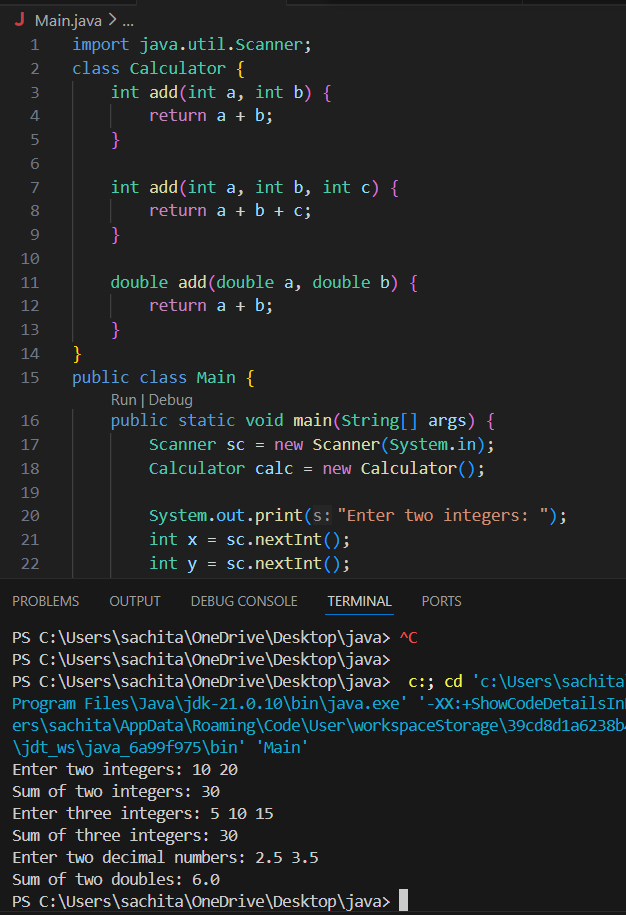 J Main.java > ...
1 import java.util.Scanner;
2 class Calculator {
3     int add(int a, int b) {
4         return a + b;
5     }
6
7     int add(int a, int b, int c) {
8         return a + b + c;
9     }
10
11     double add(double a, double b) {
12         return a + b;
13     }
14 }
15 public class Main {
Run | Debug
16     public static void main(String[] args) {
17         Scanner sc = new Scanner(System.in);
18         Calculator calc = new Calculator();
19
20         System.out.print(s: "Enter two integers: ");
21         int x = sc.nextInt();
22         int y = sc.nextInt();
PROBLEMS OUTPUT DEBUG CONSOLE TERMINAL PORTS
PS C:\Users\sachita\OneDrive\Desktop\java> ^C
PS C:\Users\sachita\OneDrive\Desktop\java>
PS C:\Users\sachita\OneDrive\Desktop\java>  c:; cd 'c:\Users\sachita
Program Files\Java\jdk-21.0.10\bin\java.exe' '-XX:+ShowCodeDetailsIn
ers\sachita\AppData\Roaming\Code\User\workspaceStorage\39cd8d1a6238b4
\jdt_ws\java_6a99f975\bin' 'Main'
Enter two integers: 10 20
Sum of two integers: 30
Enter three integers: 5 10 15
Sum of three integers: 30
Enter two decimal numbers: 2.5 3.5
Sum of two doubles: 6.0
PS C:\Users\sachita\OneDrive\Desktop\java>